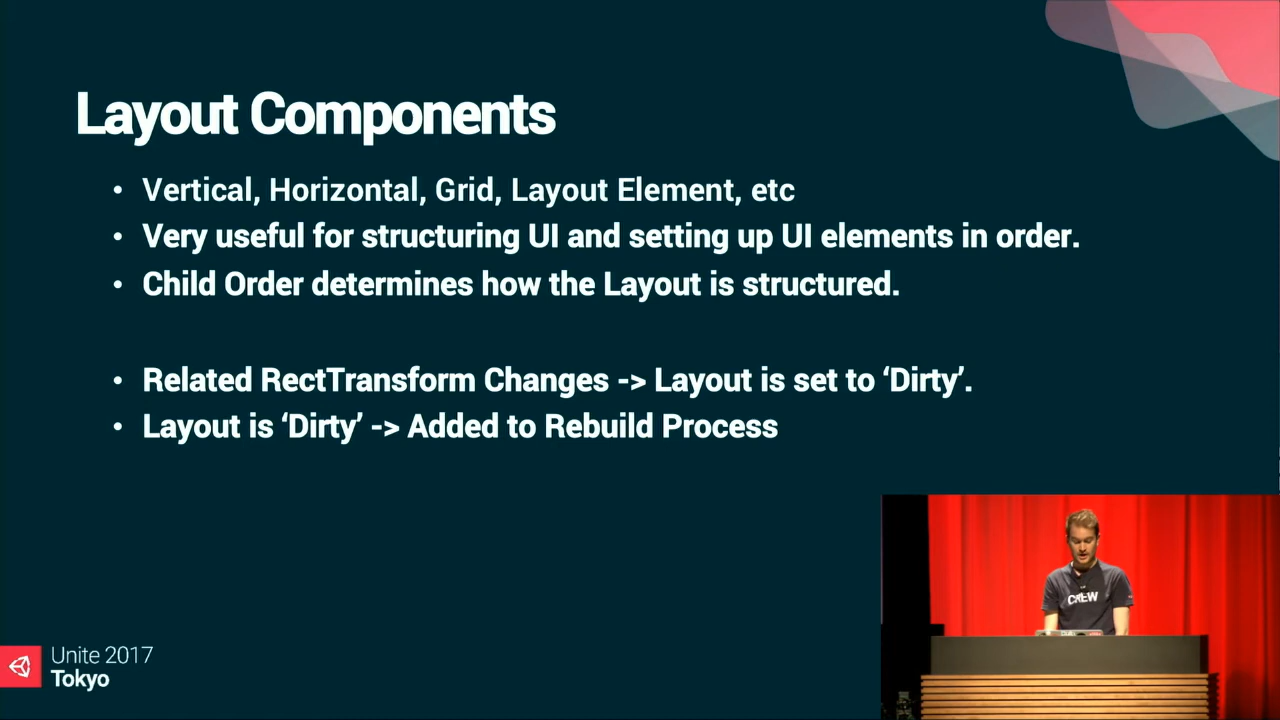 Layout Components
• Vertical, Horizontal, Grid, Layout Element, etc
• Very useful for structuring UI and setting up UI elements in order.
• Child Order determines how the Layout is structured.
• Related RectTransform Changes -> Layout is set to ‘Dirty’.
• Layout is ‘Dirty’ -> Added to Rebuild Process
CREW
Unite 2017
Tokyo